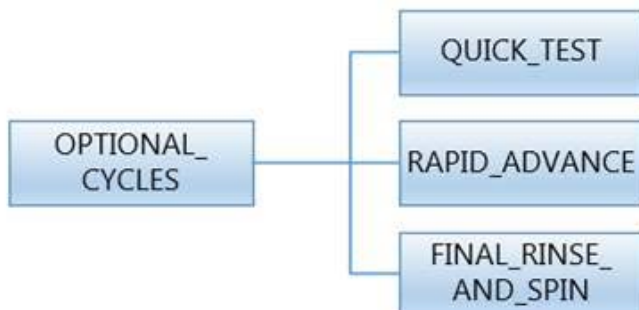 OPTIONAL_
CYCLES
QUICK_TEST
RAPID_ADVANCE
FINAL_RINSE_
AND_SPIN